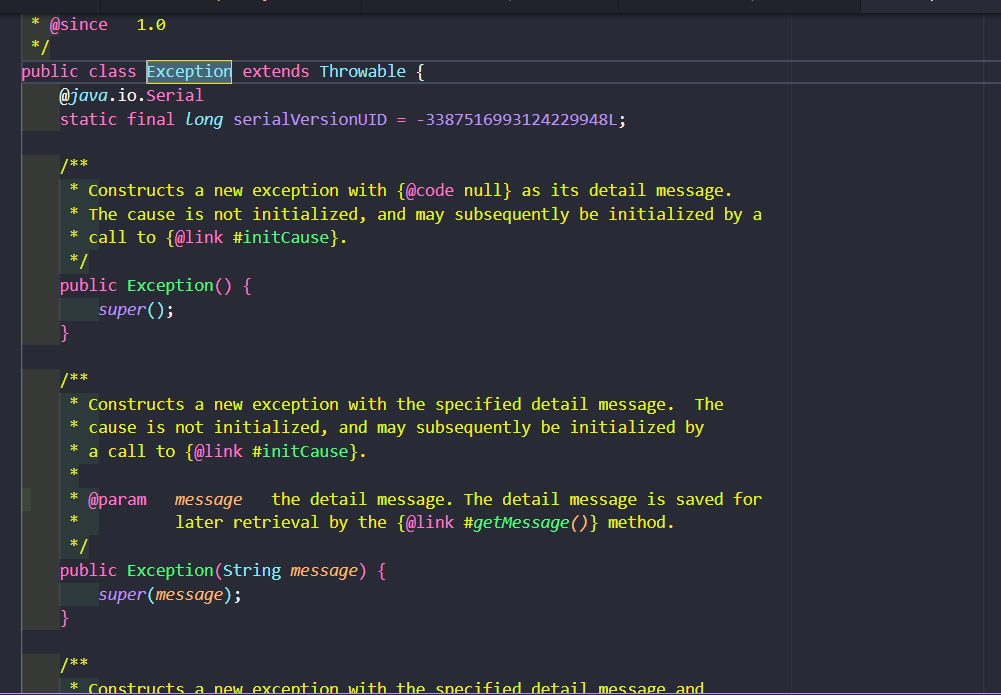 * @since   1.0
 */
public class Exception extends Throwable {
    @java.io.Serial
    static final long serialVersionUID = -3387516993124229948L;

    /**
     * Constructs a new exception with {@code null} as its detail message.
     * The cause is not initialized, and may subsequently be initialized by a
     * call to {@link #initCause}.
     */
    public Exception() {
        super();
    }

    /**
     * Constructs a new exception with the specified detail message.  The
     * cause is not initialized, and may subsequently be initialized by
     * a call to {@link #initCause}.
     *
     * @param   message   the detail message. The detail message is saved for
     *          later retrieval by the {@link #getMessage()} method.
     */
    public Exception(String message) {
        super(message);
    }

    /**
     * Constructs a new exception with the specified detail message and